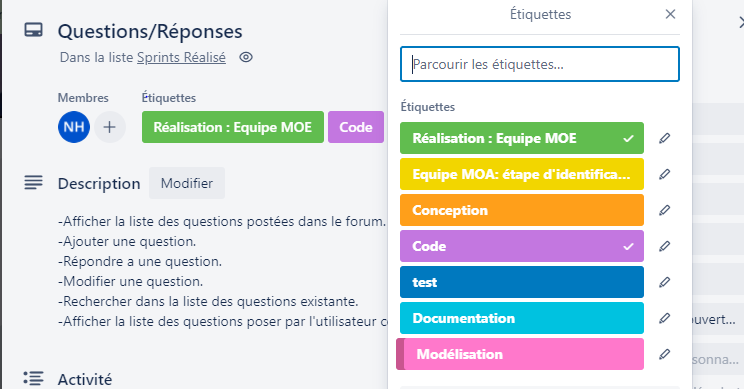 Questions/Réponses
Dans la liste Sprints Réalisé
Membres
Étiquettes
NH
Réalisation : Equipe MOE
Code
Description
Modifier
-Afficher la liste des questions postées dans le forum.
-Ajouter une question.
-Répondre a une question.
-Modifier une question.
-Rechercher dans la liste des questions existante.
-Afficher la liste des questions poser par l'utilisateur
Activité
Étiquettes
Parcourir les étiquettes…
Étiquettes
Réalisation : Equipe MOE
Equipe MOA: étape d'identifica...
Conception
Code
test
Documentation
Modélisation